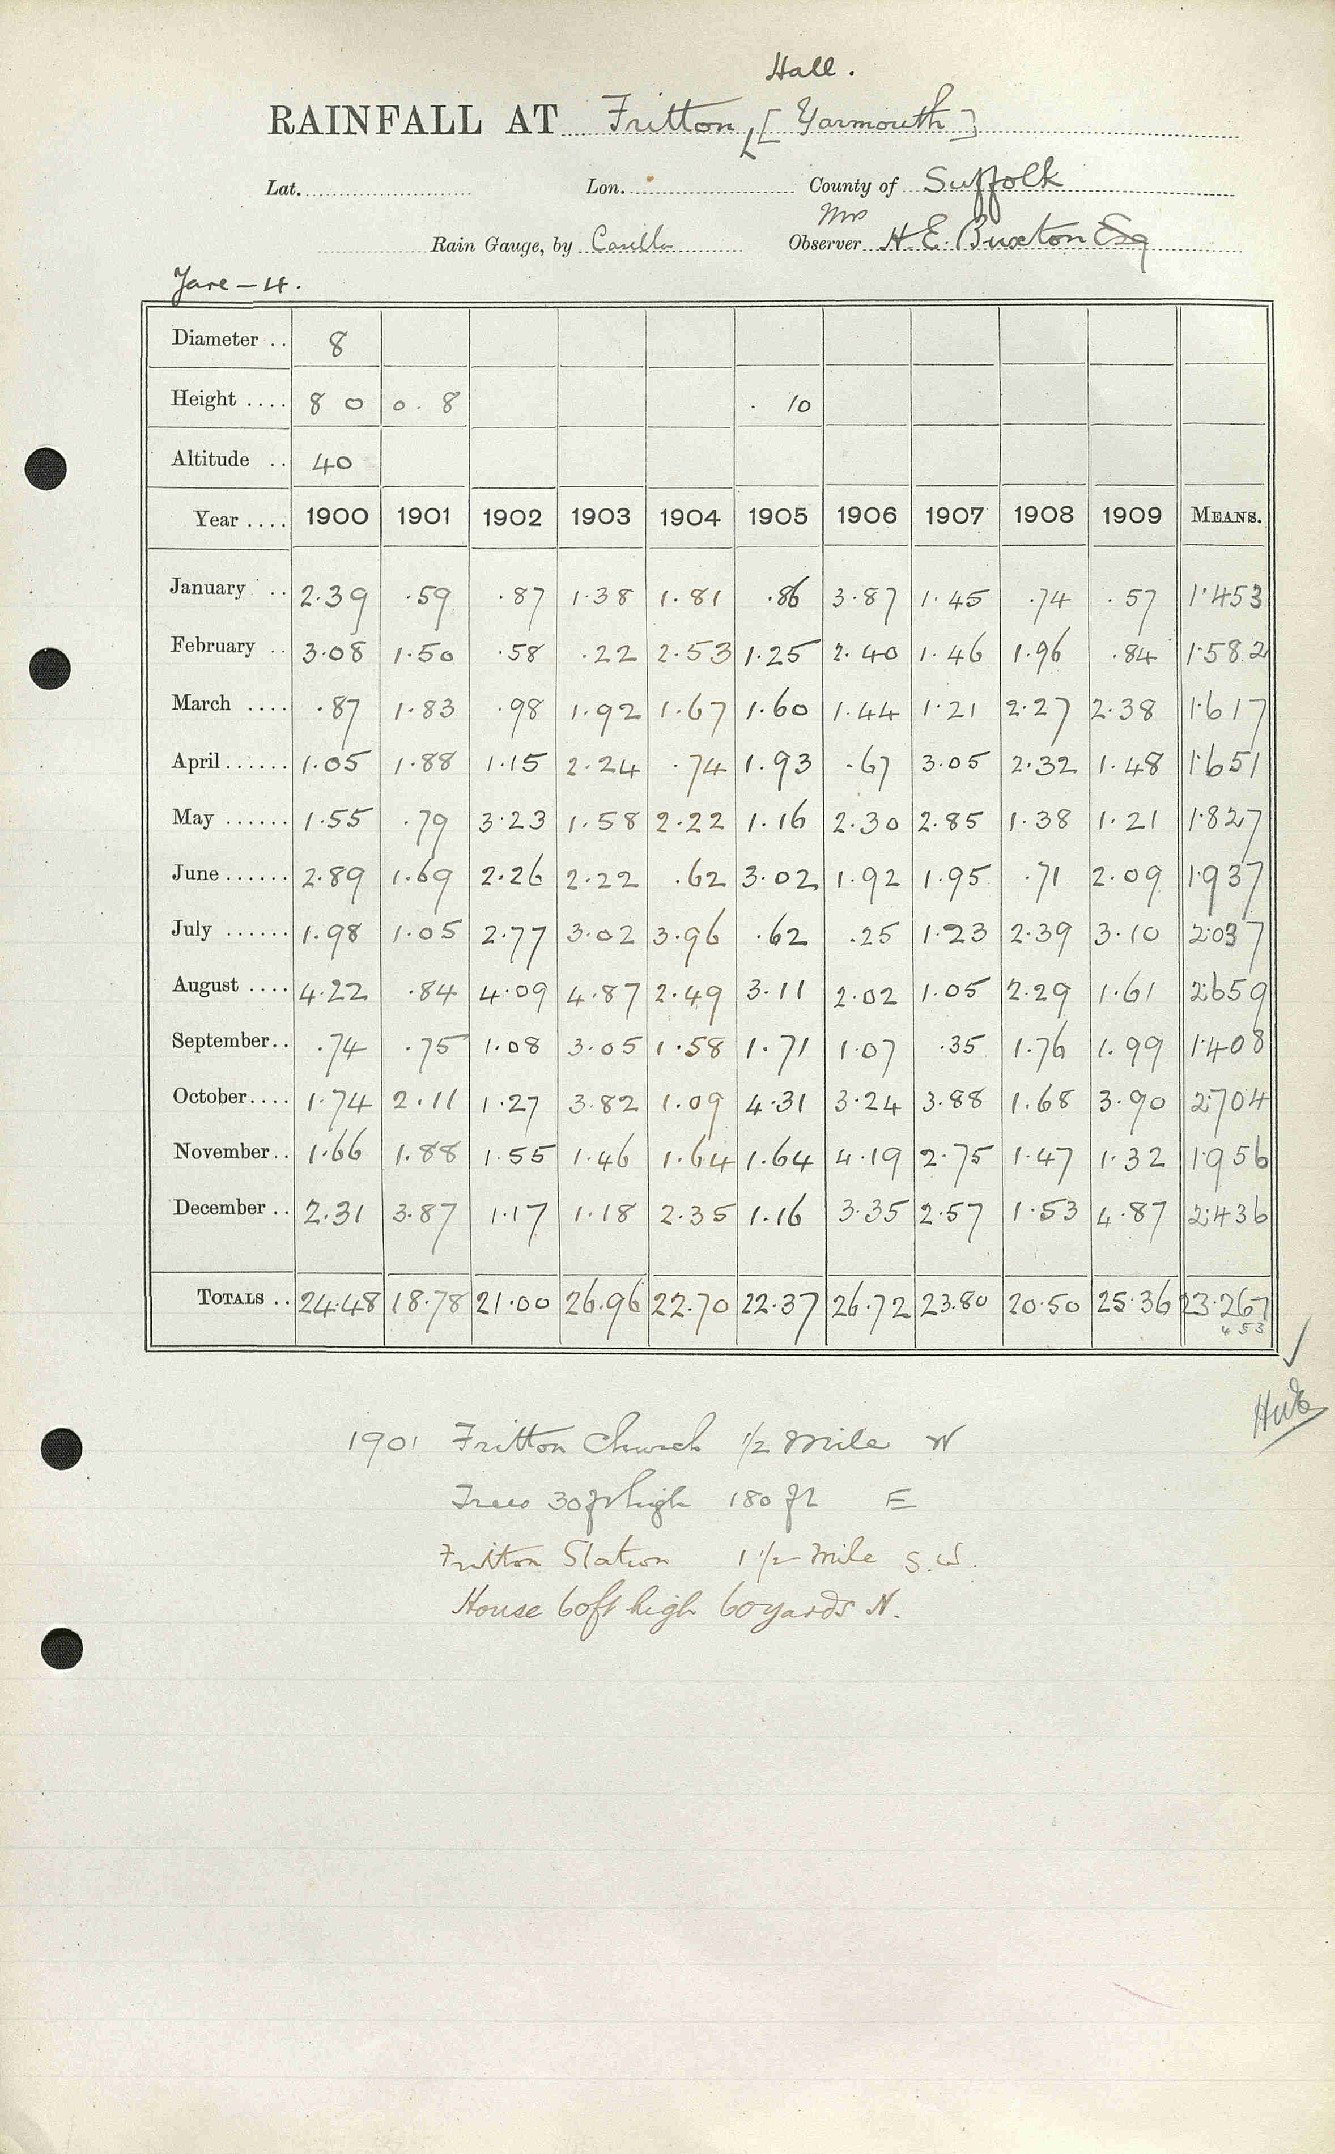 Hall.
RAINFALL AT Fritton, [Yarmouth]
Lat. Lon. County of Suffolk
Mrs
Rain Gauge, by Casella Observer H. E. Buxton Esq
Yare - 4.
Diameter .. 8
Height .... 8 0 0.8 . 10
Altitude .. 40
Year .... 1900 1901 1902 1903 1904 1905 1906 1907 1908 1909 MEANS.
January .. 2.39 .59 .87 1.38 1.81 .86 3.87 1.45 .74 .57 1.453
February .. 3.08 1.50 .58 .22 2.53 1.25 2.40 1.46 1.96 .84 1.582
March .... .87 1.83 .98 1.92 1.67 1.60 1.44 1.21 2.27 2.38 1.617
April ...... 1.05 1.88 1.15 2.24 .74 1.93 .67 3.05 2.32 1.48 1.651
May ...... 1.55 .79 3.23 1.58 2.22 1.16 2.30 2.85 1.38 1.21 1.827
June ...... 2.89 1.69 2.26 2.22 .62 3.02 1.92 1.95 .71 2.09 1.937
July ...... 1.98 1.05 2.77 3.02 3.96 .62 .25 1.23 2.39 3.10 2.037
August .... 4.22 .84 4.09 4.87 2.49 3.11 2.02 1.05 2.29 1.61 2.659
September .. .74 .75 1.08 3.05 1.58 1.71 1.07 .35 1.76 1.99 1.408
October .... 1.74 2.11 1.27 3.82 1.09 4.31 3.24 3.88 1.68 3.90 2.704
November .. 1.66 1.88 1.55 1.46 1.64 1.64 4.19 2.75 1.47 1.32 1.956
December .. 2.31 3.87 1.17 1.18 2.35 1.16 3.35 2.57 1.53 4.87 2.436
TOTALS .. 24.48 18.78 21.00 26.96 22.70 22.37 26.72 23.80 20.50 25.36 23.267
453
1901 Fritton Church 1/2 Mile W
Trees 30ft high 180 ft E
Fritton Station 1 1/2 mile S.W.
House 60ft high 60 yards N.